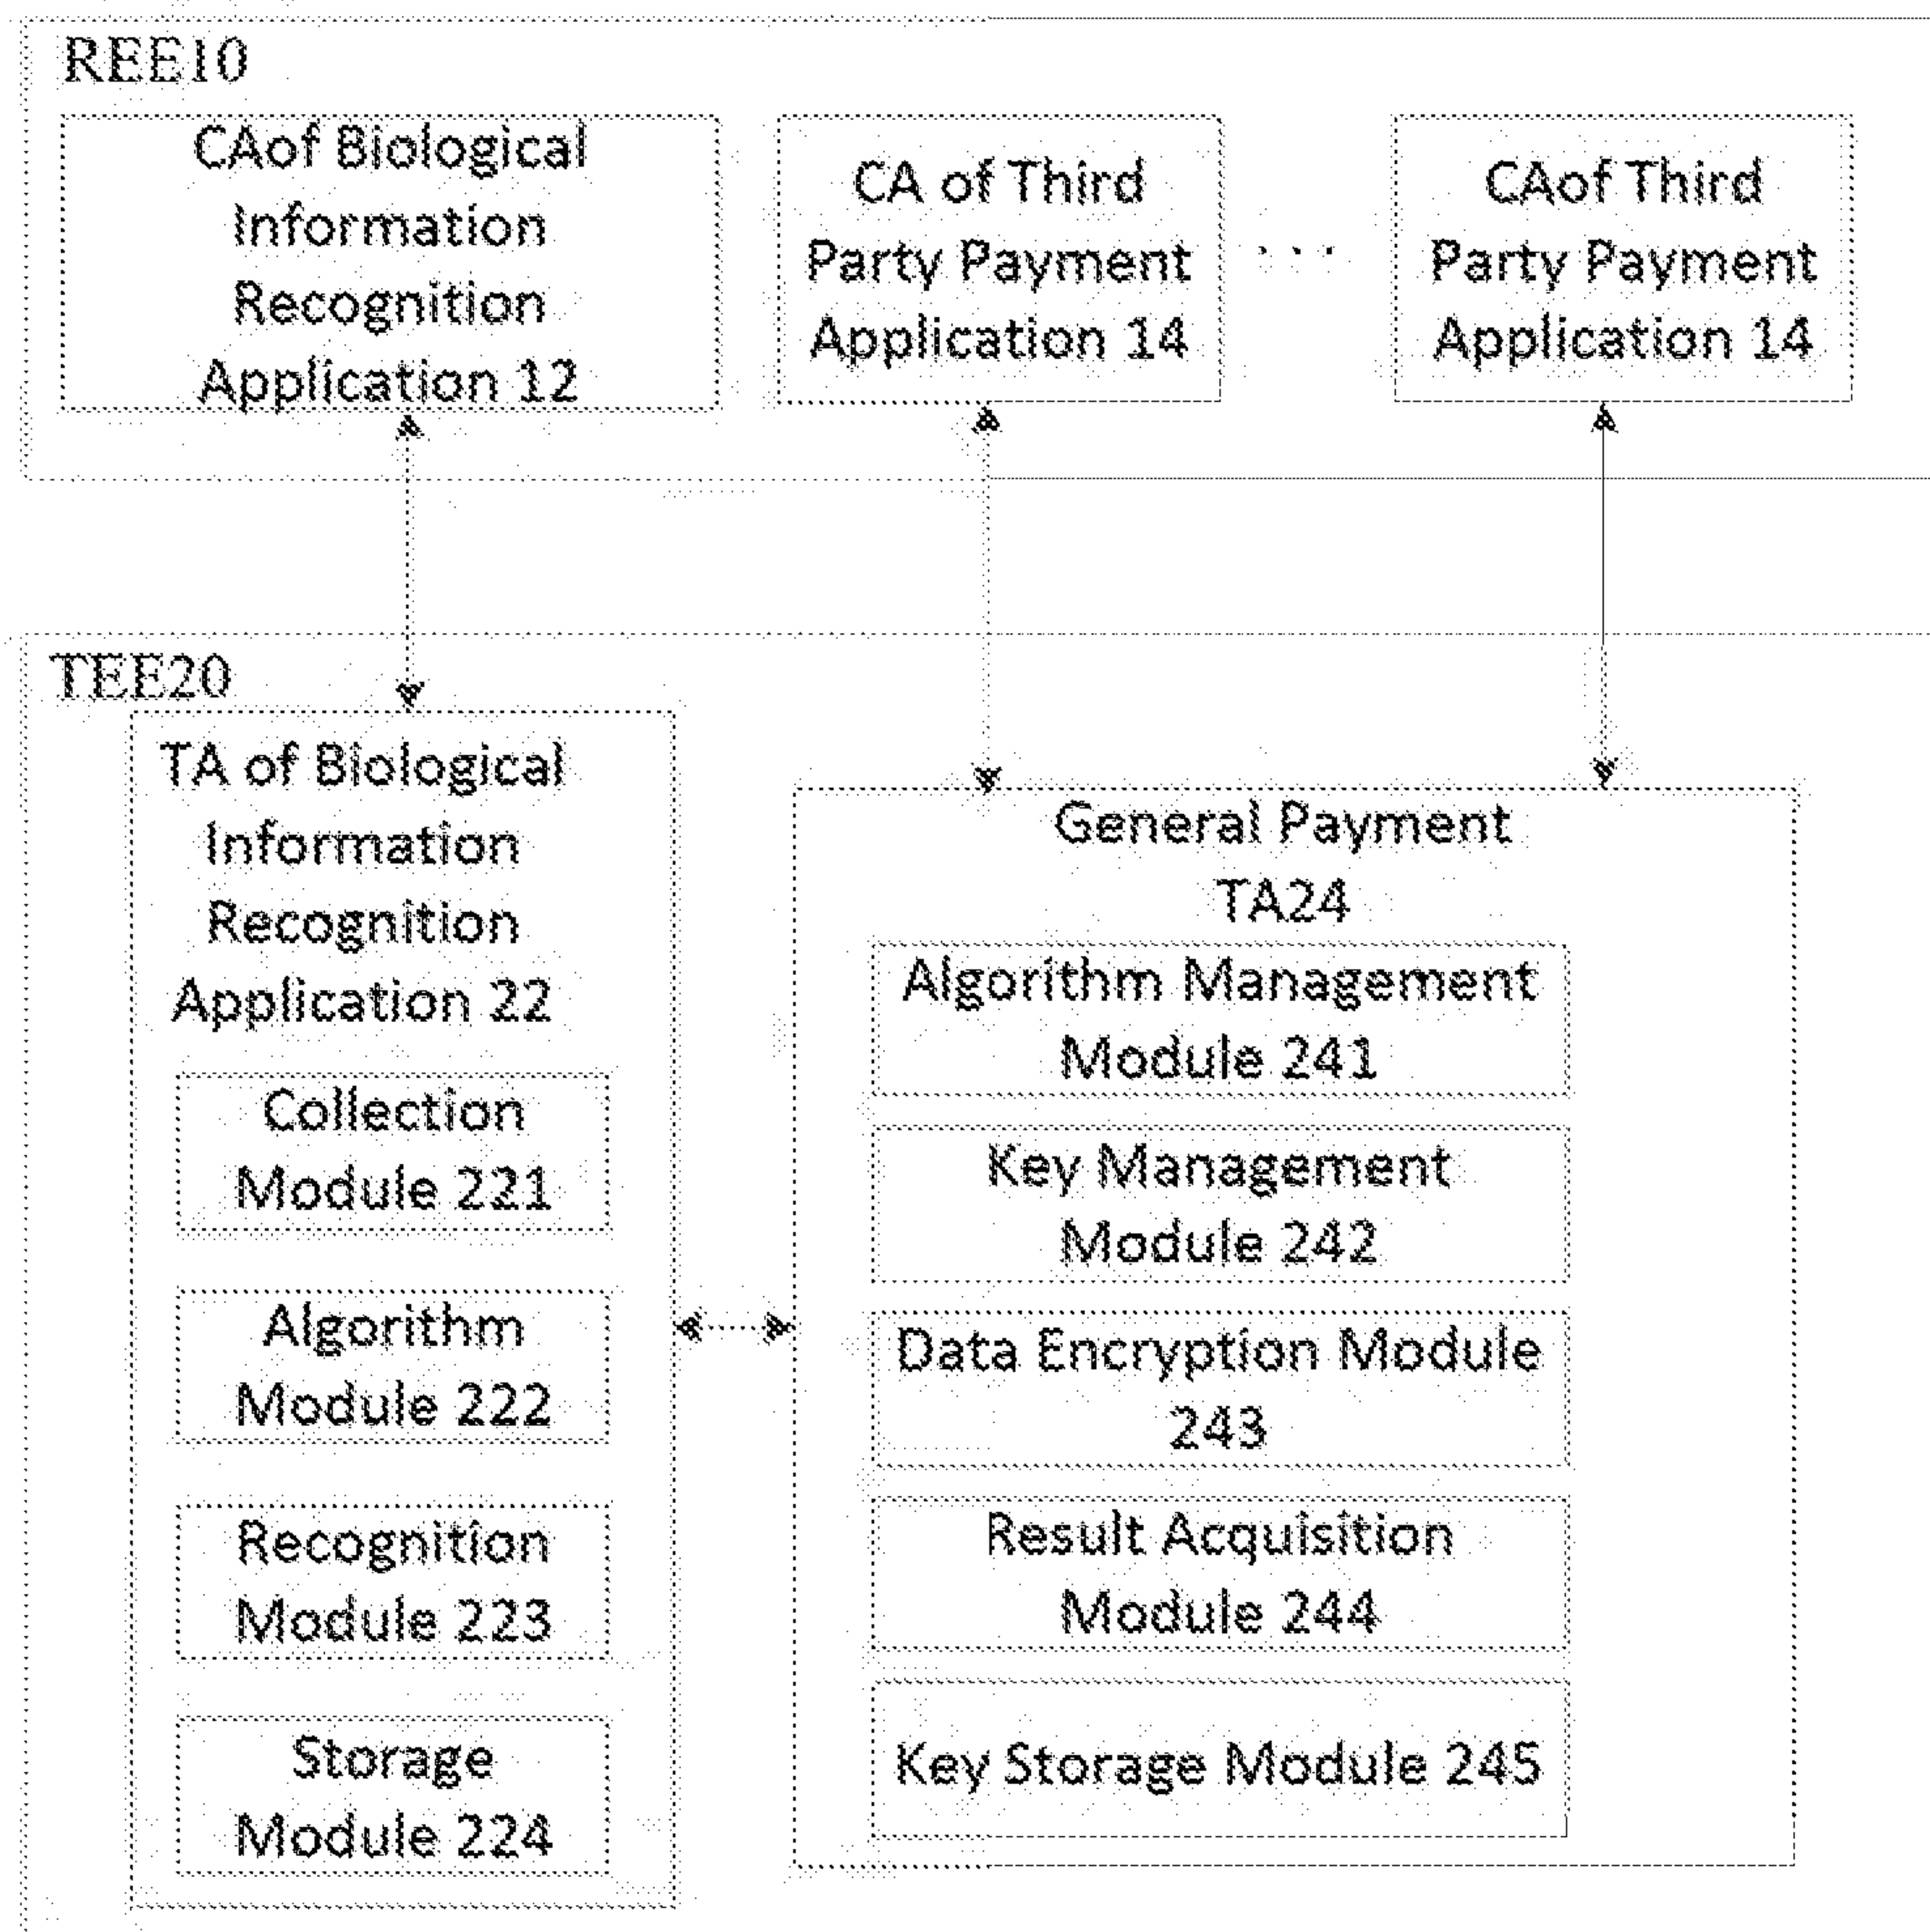 REE10
CAof Biological
Information
Recognition
Application 12
CA of Third
Party Payment
Application 14
. . .
CAof Third
Party Payment
Application 14
TEE20
TA of Biological
Information
Recognition
Application 22
Collection
Module 221
Algorithm
Module 222
Recognition
Module 223
Storage
Module 224
General Payment
TA24
Algorithm Management
Module 241
Key Management
Module 242
Data Encryption Module
243
Result Acquisition
Module 244
Key Storage Module 245